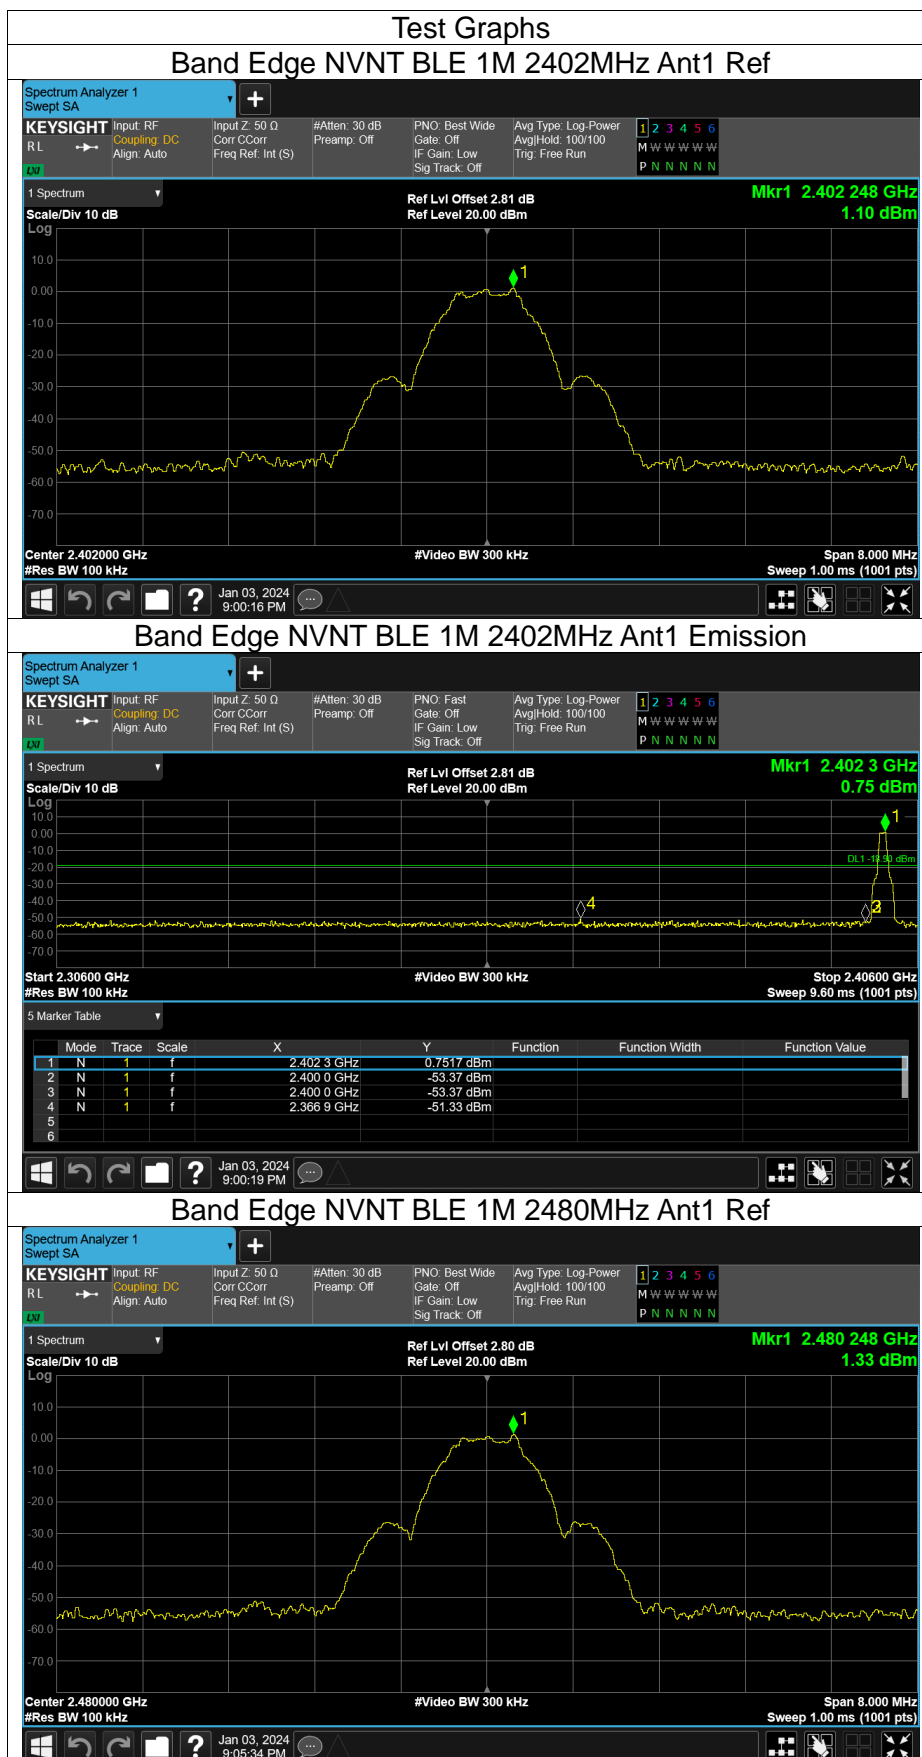 Test Graphs
Band Edge NVNT BLE 1M 2402MHz Ant1 Ref
Spectrum Analyzer 1
Swept SA
KEYSIGHT Input: RF Input Z: 50 Ω #Atten: 30 dB PNO: Best Wide Avg Type: Log-Power 1 2 3 4 5 6
RL Coupling: DC Corr CCorr Preamp: Off Gate: Off Avg|Hold: 100/100 M W W W W W
Align: Auto Freq Ref: Int (S) IF Gain: Low Trig: Free Run
LXI Sig Track: Off P N N N N N
1 Spectrum Ref Lvl Offset 2.81 dB Mkr1 2.402 248 GHz
Scale/Div 10 dB Ref Level 20.00 dBm 1.10 dBm
Log
10.0
1
0.00
-10.0
-20.0
-30.0
-40.0
-50.0
-60.0
-70.0
Center 2.402000 GHz #Video BW 300 kHz Span 8.000 MHz
#Res BW 100 kHz Sweep 1.00 ms (1001 pts)
? Jan 03, 2024
9:00:16 PM
Band Edge NVNT BLE 1M 2402MHz Ant1 Emission
Spectrum Analyzer 1
Swept SA
KEYSIGHT Input: RF Input Z: 50 Ω #Atten: 30 dB PNO: Fast Avg Type: Log-Power 1 2 3 4 5 6
RL Coupling: DC Corr CCorr Preamp: Off Gate: Off Avg|Hold: 100/100 M W W W W W
Align: Auto Freq Ref: Int (S) IF Gain: Low Trig: Free Run
LXI Sig Track: Off P N N N N N
1 Spectrum Ref Lvl Offset 2.81 dB Mkr1 2.402 3 GHz
Scale/Div 10 dB Ref Level 20.00 dBm 0.75 dBm
Log
10.0 1
0.00
-10.0
DL1 -18.90 dBm
-20.0
-30.0
-40.0
4
-50.0
-60.0
-70.0
Start 2.30600 GHz #Video BW 300 kHz Stop 2.40600 GHz
#Res BW 100 kHz Sweep 9.60 ms (1001 pts)
5 Marker Table
Mode Trace Scale X Y Function Function Width Function Value
1 N 1 f 2.402 3 GHz 0.7517 dBm
2 N 1 f 2.400 0 GHz -53.37 dBm
3 N 1 f 2.400 0 GHz -53.37 dBm
4 N 1 f 2.366 9 GHz -51.33 dBm
5
6
? Jan 03, 2024
9:00:19 PM
Band Edge NVNT BLE 1M 2480MHz Ant1 Ref
Spectrum Analyzer 1
Swept SA
KEYSIGHT Input: RF Input Z: 50 Ω #Atten: 30 dB PNO: Best Wide Avg Type: Log-Power 1 2 3 4 5 6
RL Coupling: DC Corr CCorr Preamp: Off Gate: Off Avg|Hold: 100/100 M W W W W W
Align: Auto Freq Ref: Int (S) IF Gain: Low Trig: Free Run
LXI Sig Track: Off P N N N N N
1 Spectrum Ref Lvl Offset 2.80 dB Mkr1 2.480 248 GHz
Scale/Div 10 dB Ref Level 20.00 dBm 1.33 dBm
Log
10.0
1
0.00
-10.0
-20.0
-30.0
-40.0
-50.0
-60.0
-70.0
Center 2.480000 GHz #Video BW 300 kHz Span 8.000 MHz
#Res BW 100 kHz Sweep 1.00 ms (1001 pts)
? Jan 03, 2024
9:05:34 PM